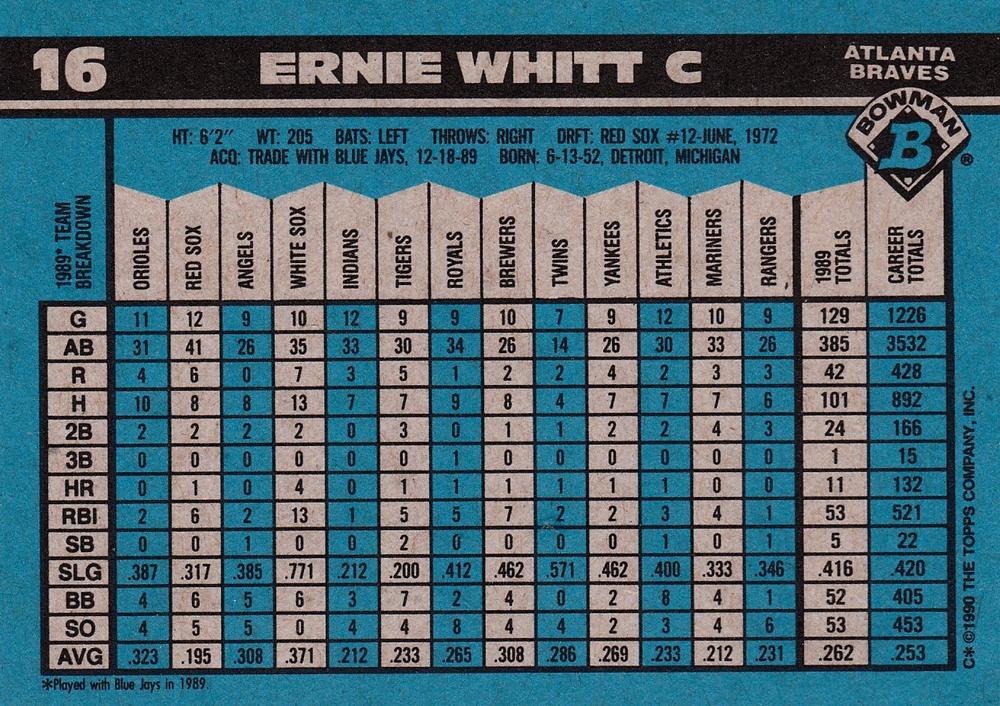 16 ERNIE WHITT C ATLANTA BRAVES
BOWMAN B ®
HT: 6'2" WT: 205 BATS: LEFT THROWS: RIGHT DRFT: RED SOX #12-JUNE, 1972
ACQ: TRADE WITH BLUE JAYS, 12-18-89 BORN: 6-13-52, DETROIT, MICHIGAN
1989* TEAM BREAKDOWN ORIOLES RED SOX ANGELS WHITE SOX INDIANS TIGERS ROYALS BREWERS TWINS YANKEES ATHLETICS MARINERS RANGERS 1989 TOTALS CAREER TOTALS
G 11 12 9 10 12 9 9 10 7 9 12 10 9 129 1226
AB 31 41 26 35 33 30 34 26 14 26 30 33 26 385 3532
R 4 6 0 7 3 5 1 2 2 4 2 3 3 42 428
H 10 8 8 13 7 7 9 8 4 7 7 7 6 101 892
2B 2 2 2 2 0 3 0 1 1 2 2 4 3 24 166
3B 0 0 0 0 0 0 1 0 0 0 0 0 0 1 15
HR 0 1 0 4 0 1 1 1 1 1 1 0 0 11 132
RBI 2 6 2 13 1 5 5 7 2 2 3 4 1 53 521
SB 0 0 1 0 0 2 0 0 0 0 1 0 1 5 22
SLG .387 .317 .385 .771 .212 .200 .412 .462 .571 .462 .400 .333 .346 .416 .420
BB 4 6 5 6 3 7 2 4 0 2 8 4 1 52 405
SO 4 5 5 0 4 4 8 4 4 2 3 4 6 53 453
AVG .323 .195 .308 .371 .212 .233 .265 .308 .286 .269 .233 .212 .231 .262 .253
*Played with Blue Jays in 1989.
C* ©1990 THE TOPPS COMPANY, INC.